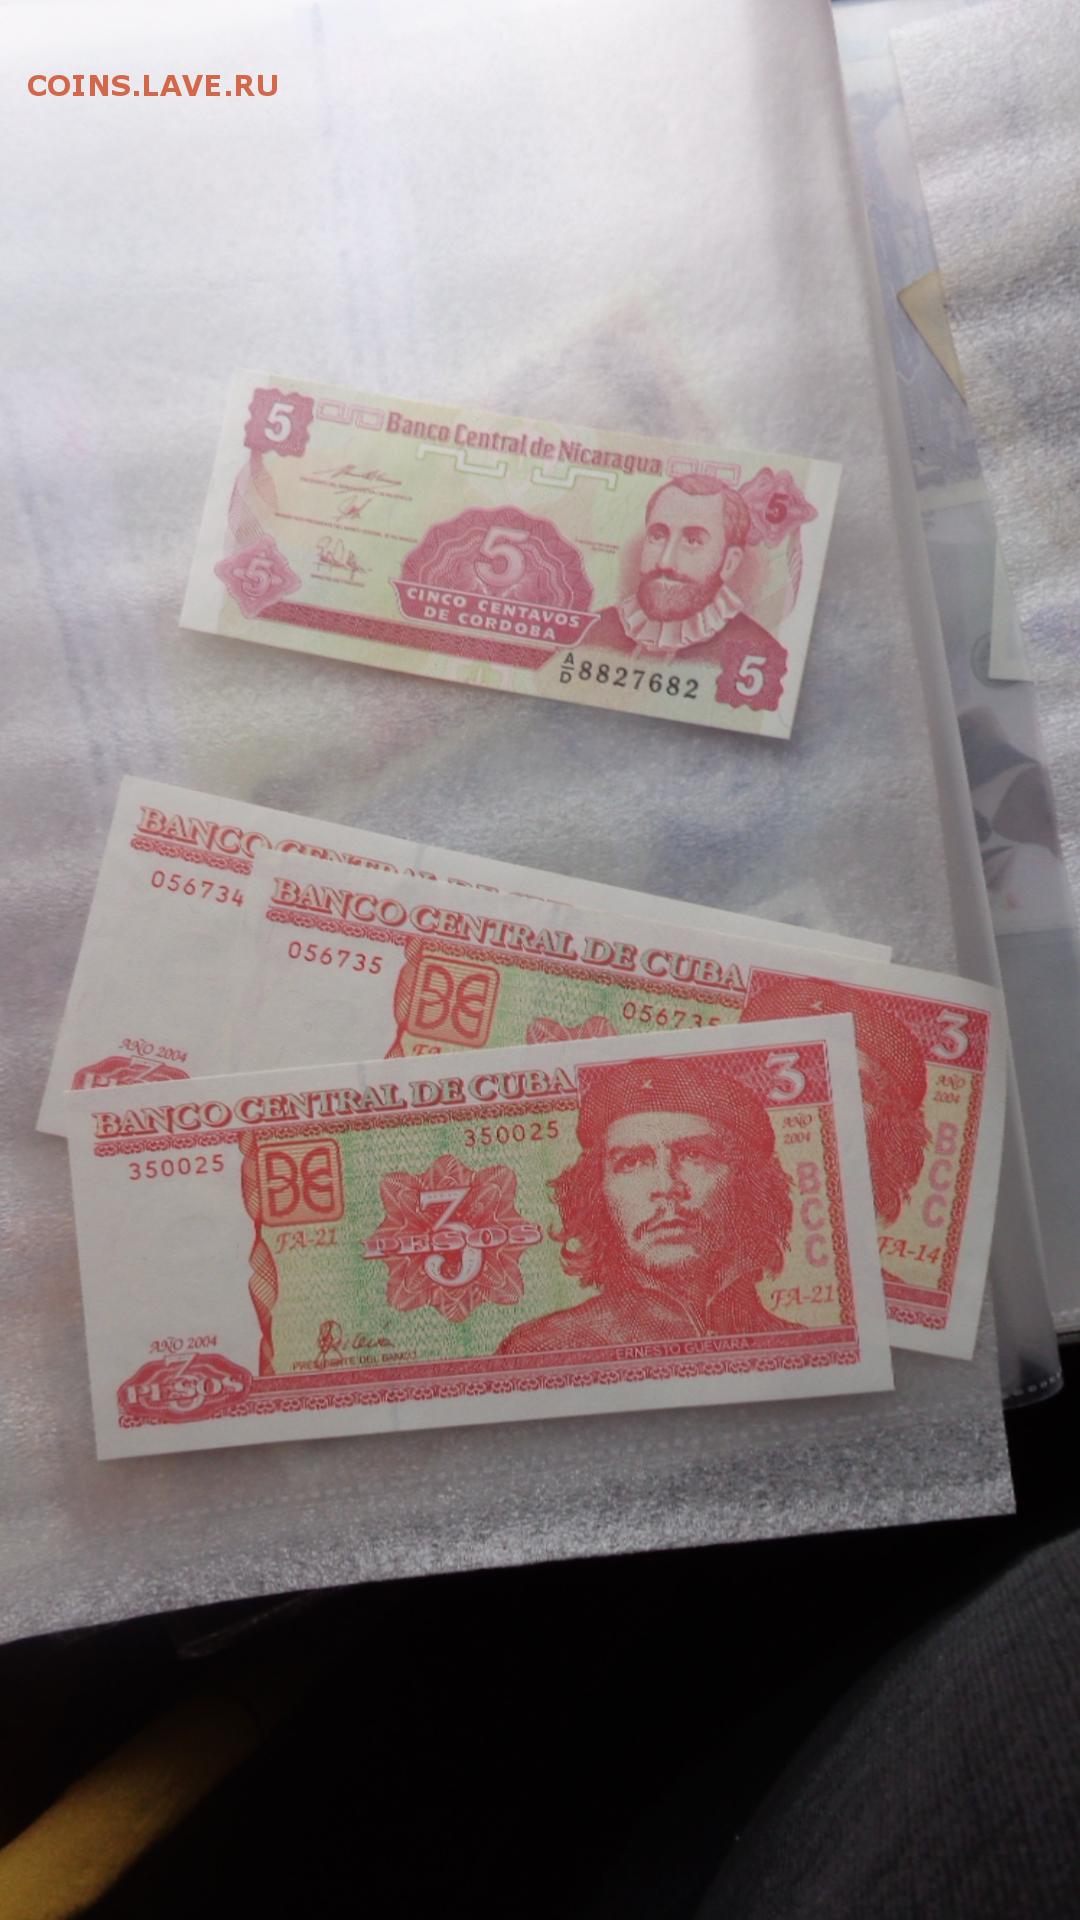 COINS.LAVE.RU
5
Banco Central de Nicaragua
5
5
5
CINCO CENTAVOS
DE CORDOBA
A/D 8827682
5
BANCO CENTRAL DE
056734
AÑO 2004
3
BANCO CENTRAL DE CUBA
056735
056735
3
AÑO
2004
BCC
FA-14
BANCO CENTRAL DE CUBA
3
350025
350025
AÑO
2004
BCC
FA-21
3
PESOS
FA-21
AÑO 2004
3
PESOS
PRESIDENTE DEL BANCO
ERNESTO GUEVARA